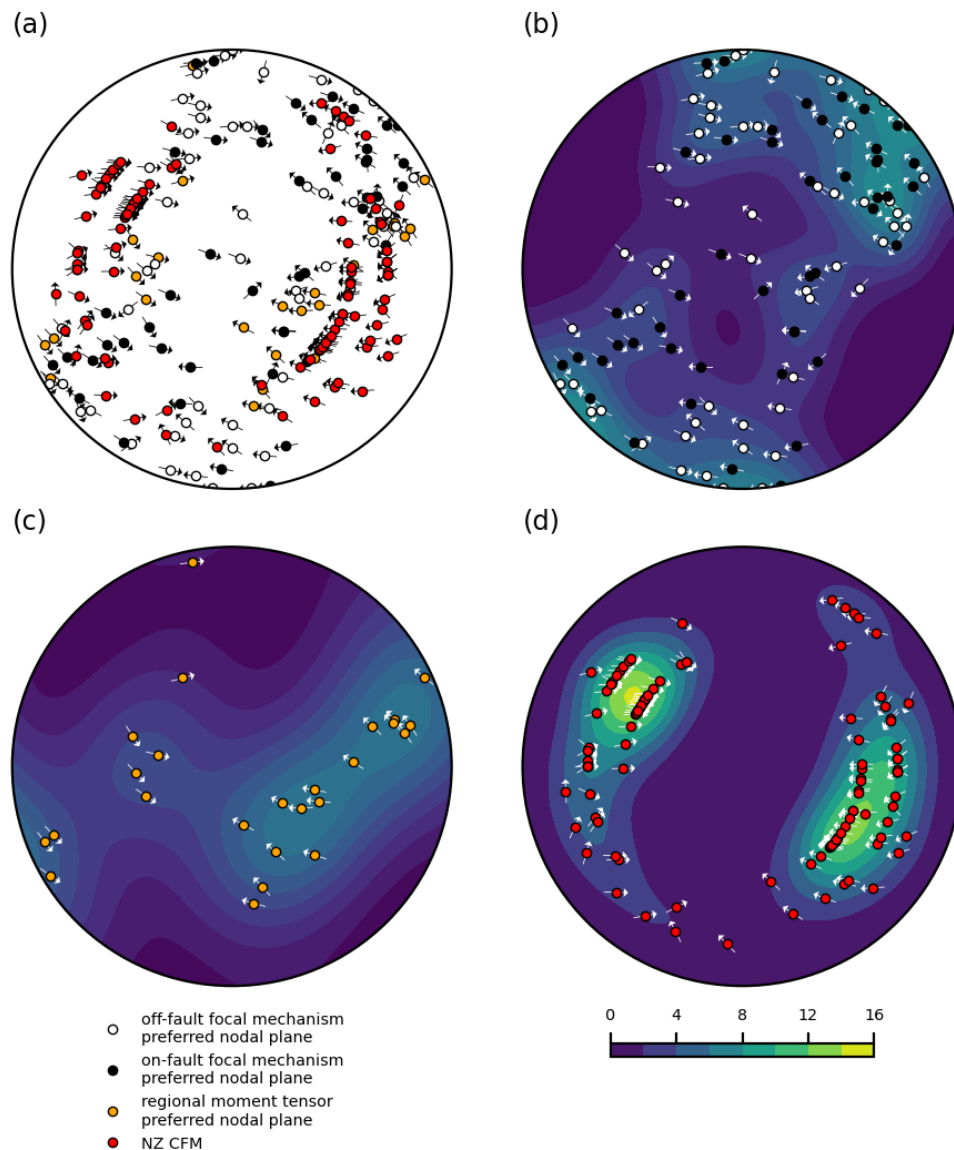 (a)
(b)
(c)
(d)
off-fault focal mechanism
preferred nodal plane
on-fault focal mechanism
preferred nodal plane
regional moment tensor
preferred nodal plane
NZ CFM
0 4 8 12 16